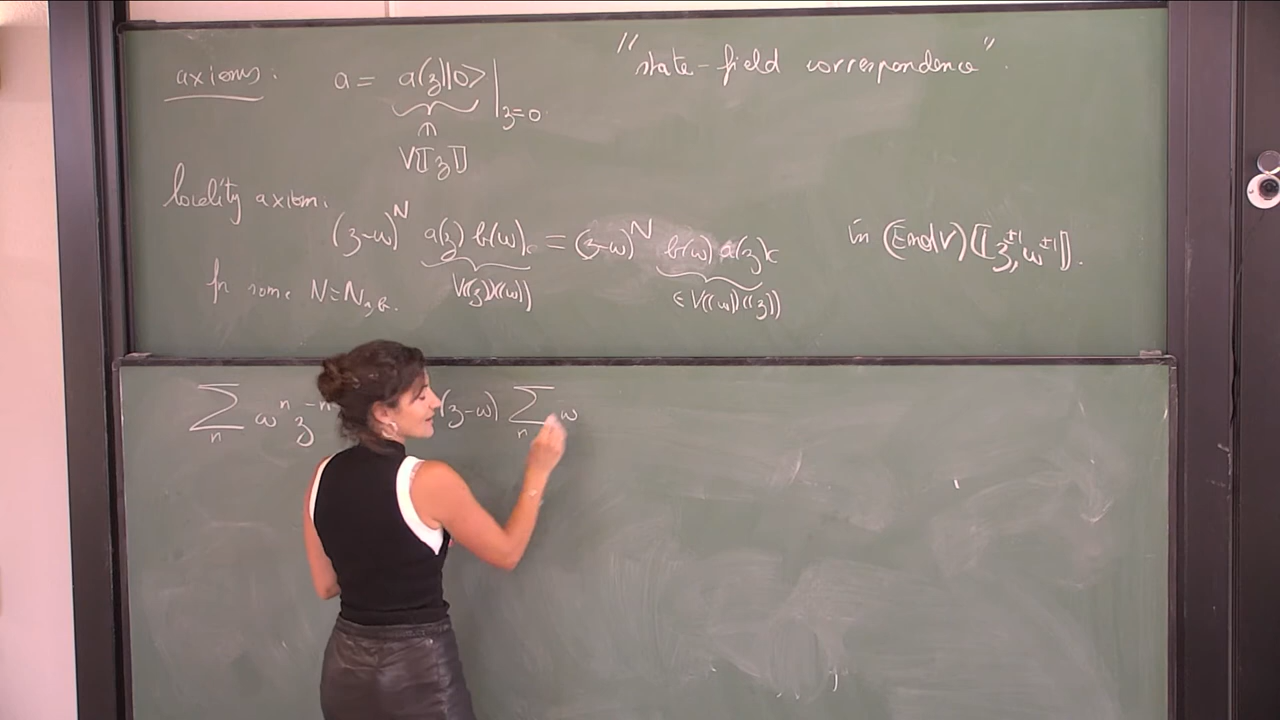 axioms: a = a(z)|0> |z=0 "state-field correspondence".
∈
V[[z]]
locality axiom:
(z-w)^N a(z) b(w)c = (z-w)^N b(w) a(z)c in (End V)[[z^±1, w^±1]].
for some N=N_a,b. V((z))((w)) ∈ V((w))((z))
∑_n w^n z^-n (z-w) ∑_n w